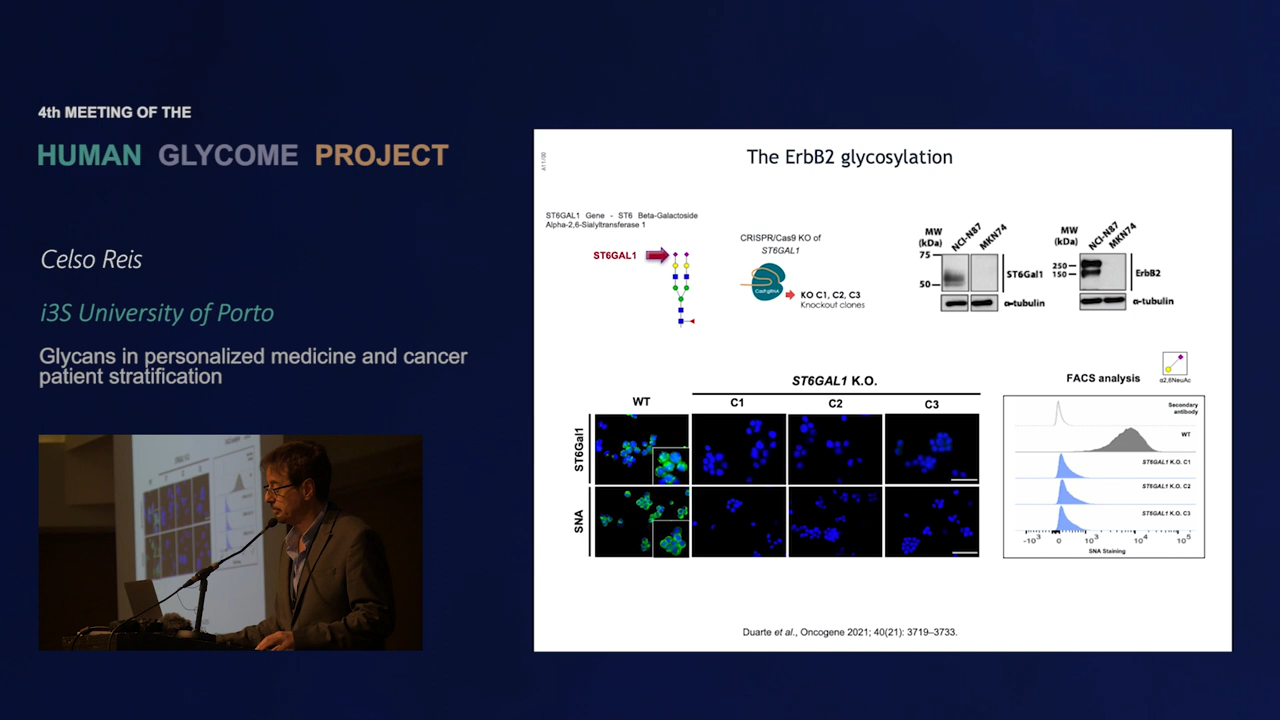 4th MEETING OF THE
HUMAN GLYCOME PROJECT
Celso Reis
i3S University of Porto
Glycans in personalized medicine and cancer
patient stratification
The ErbB2 glycosylation
ST6GAL1 Gene - ST6 Beta-Galactoside
Alpha-2,6-Sialyltransferase 1
ST6GAL1
CRISPR/Cas9 KO of
ST6GAL1
KO C1, C2, C3
Knockout clones
MW
(kDa)
NCI-N87
MKN74
75
50
ST6Gal1
α-tubulin
MW
(kDa)
NCI-N87
MKN74
250
150
ErbB2
α-tubulin
ST6GAL1 K.O.
WT
C1
C2
C3
ST6Gal1
SNA
FACS analysis
α2,6NeuAc
Secondary
antibody
WT
ST6GAL1 K.O. C1
ST6GAL1 K.O. C2
ST6GAL1 K.O. C3
-10³ 0 10³ 10⁴ 10⁵
SNA Staining
Duarte et al., Oncogene 2021; 40(21): 3719–3733.